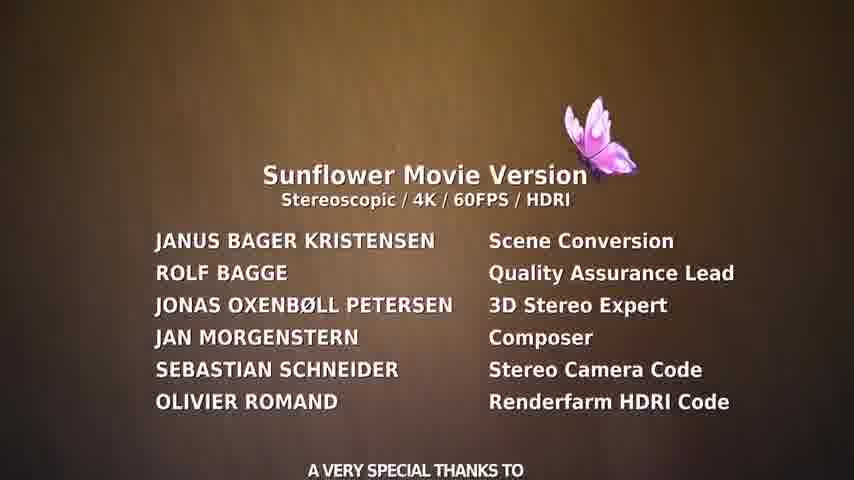 Sunflower Movie Version
Stereoscopic / 4K / 60FPS / HDRI
JANUS BAGER KRISTENSEN Scene Conversion
ROLF BAGGE Quality Assurance Lead
JONAS OXENBØLL PETERSEN 3D Stereo Expert
JAN MORGENSTERN Composer
SEBASTIAN SCHNEIDER Stereo Camera Code
OLIVIER ROMAND Renderfarm HDRI Code
A VERY SPECIAL THANKS TO